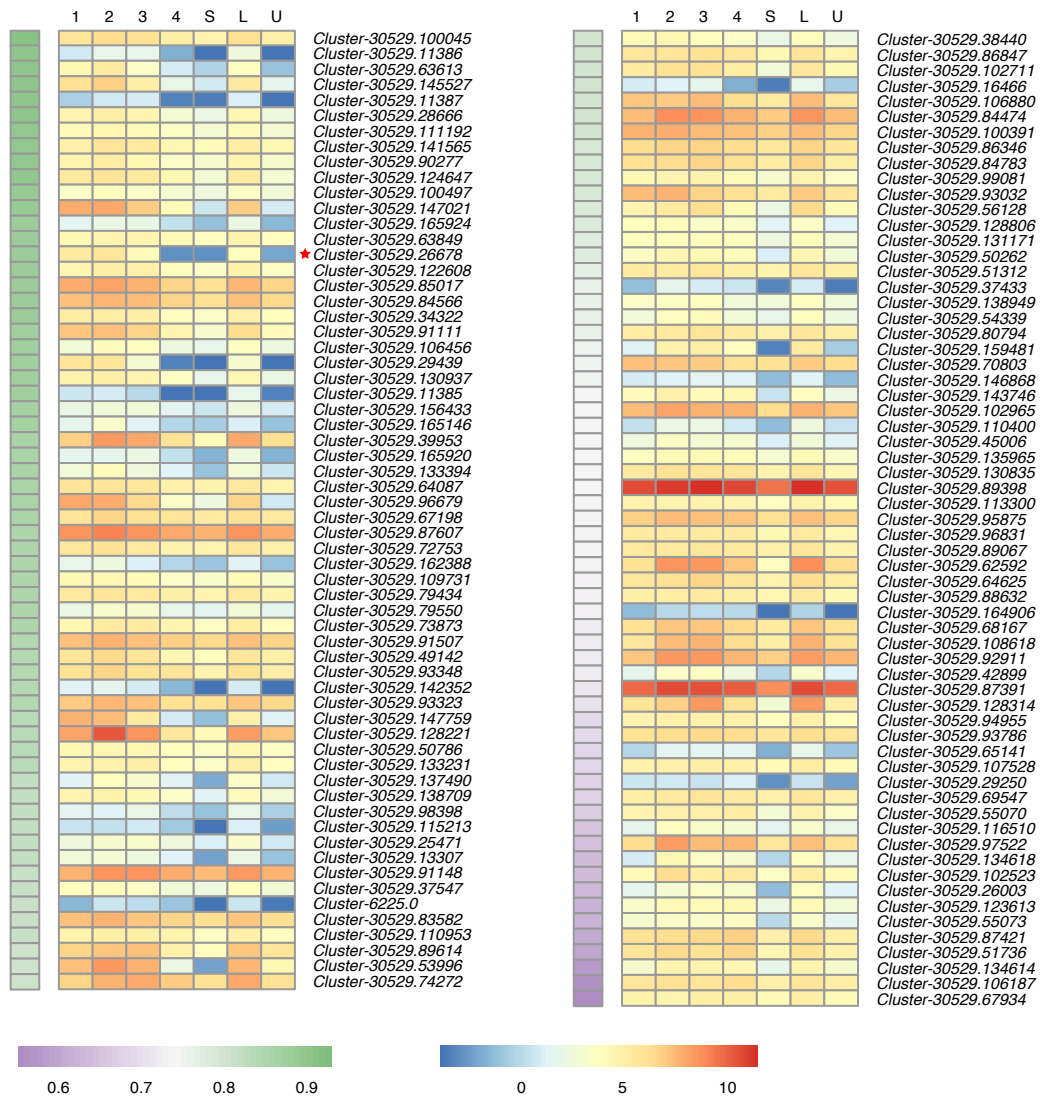 1 2 3 4 S L U
Cluster-30529.100045
Cluster-30529.11386
Cluster-30529.63613
Cluster-30529.145527
Cluster-30529.11387
Cluster-30529.28666
Cluster-30529.111192
Cluster-30529.141565
Cluster-30529.90277
Cluster-30529.124647
Cluster-30529.100497
Cluster-30529.147021
Cluster-30529.165924
Cluster-30529.63849
Cluster-30529.26678
Cluster-30529.122608
Cluster-30529.85017
Cluster-30529.84566
Cluster-30529.34322
Cluster-30529.91111
Cluster-30529.106456
Cluster-30529.29439
Cluster-30529.130937
Cluster-30529.11385
Cluster-30529.156433
Cluster-30529.165146
Cluster-30529.39953
Cluster-30529.165920
Cluster-30529.133394
Cluster-30529.64087
Cluster-30529.96679
Cluster-30529.67198
Cluster-30529.87607
Cluster-30529.72753
Cluster-30529.162388
Cluster-30529.109731
Cluster-30529.79434
Cluster-30529.79550
Cluster-30529.73873
Cluster-30529.91507
Cluster-30529.49142
Cluster-30529.93348
Cluster-30529.142352
Cluster-30529.93323
Cluster-30529.147759
Cluster-30529.128221
Cluster-30529.50786
Cluster-30529.133231
Cluster-30529.137490
Cluster-30529.138709
Cluster-30529.98398
Cluster-30529.115213
Cluster-30529.25471
Cluster-30529.13307
Cluster-30529.91148
Cluster-30529.37547
Cluster-6225.0
Cluster-30529.83582
Cluster-30529.110953
Cluster-30529.89614
Cluster-30529.53996
Cluster-30529.74272
1 2 3 4 S L U
Cluster-30529.38440
Cluster-30529.86847
Cluster-30529.102711
Cluster-30529.16466
Cluster-30529.106880
Cluster-30529.84474
Cluster-30529.100391
Cluster-30529.86346
Cluster-30529.84783
Cluster-30529.99081
Cluster-30529.93032
Cluster-30529.56128
Cluster-30529.128806
Cluster-30529.131171
Cluster-30529.50262
Cluster-30529.51312
Cluster-30529.37433
Cluster-30529.138949
Cluster-30529.54339
Cluster-30529.80794
Cluster-30529.159481
Cluster-30529.70803
Cluster-30529.146868
Cluster-30529.143746
Cluster-30529.102965
Cluster-30529.110400
Cluster-30529.45006
Cluster-30529.135965
Cluster-30529.130835
Cluster-30529.89398
Cluster-30529.113300
Cluster-30529.95875
Cluster-30529.96831
Cluster-30529.89067
Cluster-30529.62592
Cluster-30529.64625
Cluster-30529.88632
Cluster-30529.164906
Cluster-30529.68167
Cluster-30529.108618
Cluster-30529.92911
Cluster-30529.42899
Cluster-30529.87391
Cluster-30529.128314
Cluster-30529.94955
Cluster-30529.93786
Cluster-30529.65141
Cluster-30529.107528
Cluster-30529.29250
Cluster-30529.69547
Cluster-30529.55070
Cluster-30529.116510
Cluster-30529.97522
Cluster-30529.134618
Cluster-30529.102523
Cluster-30529.26003
Cluster-30529.123613
Cluster-30529.55073
Cluster-30529.87421
Cluster-30529.51736
Cluster-30529.134614
Cluster-30529.106187
Cluster-30529.67934
0.6 0.7 0.8 0.9
0 5 10